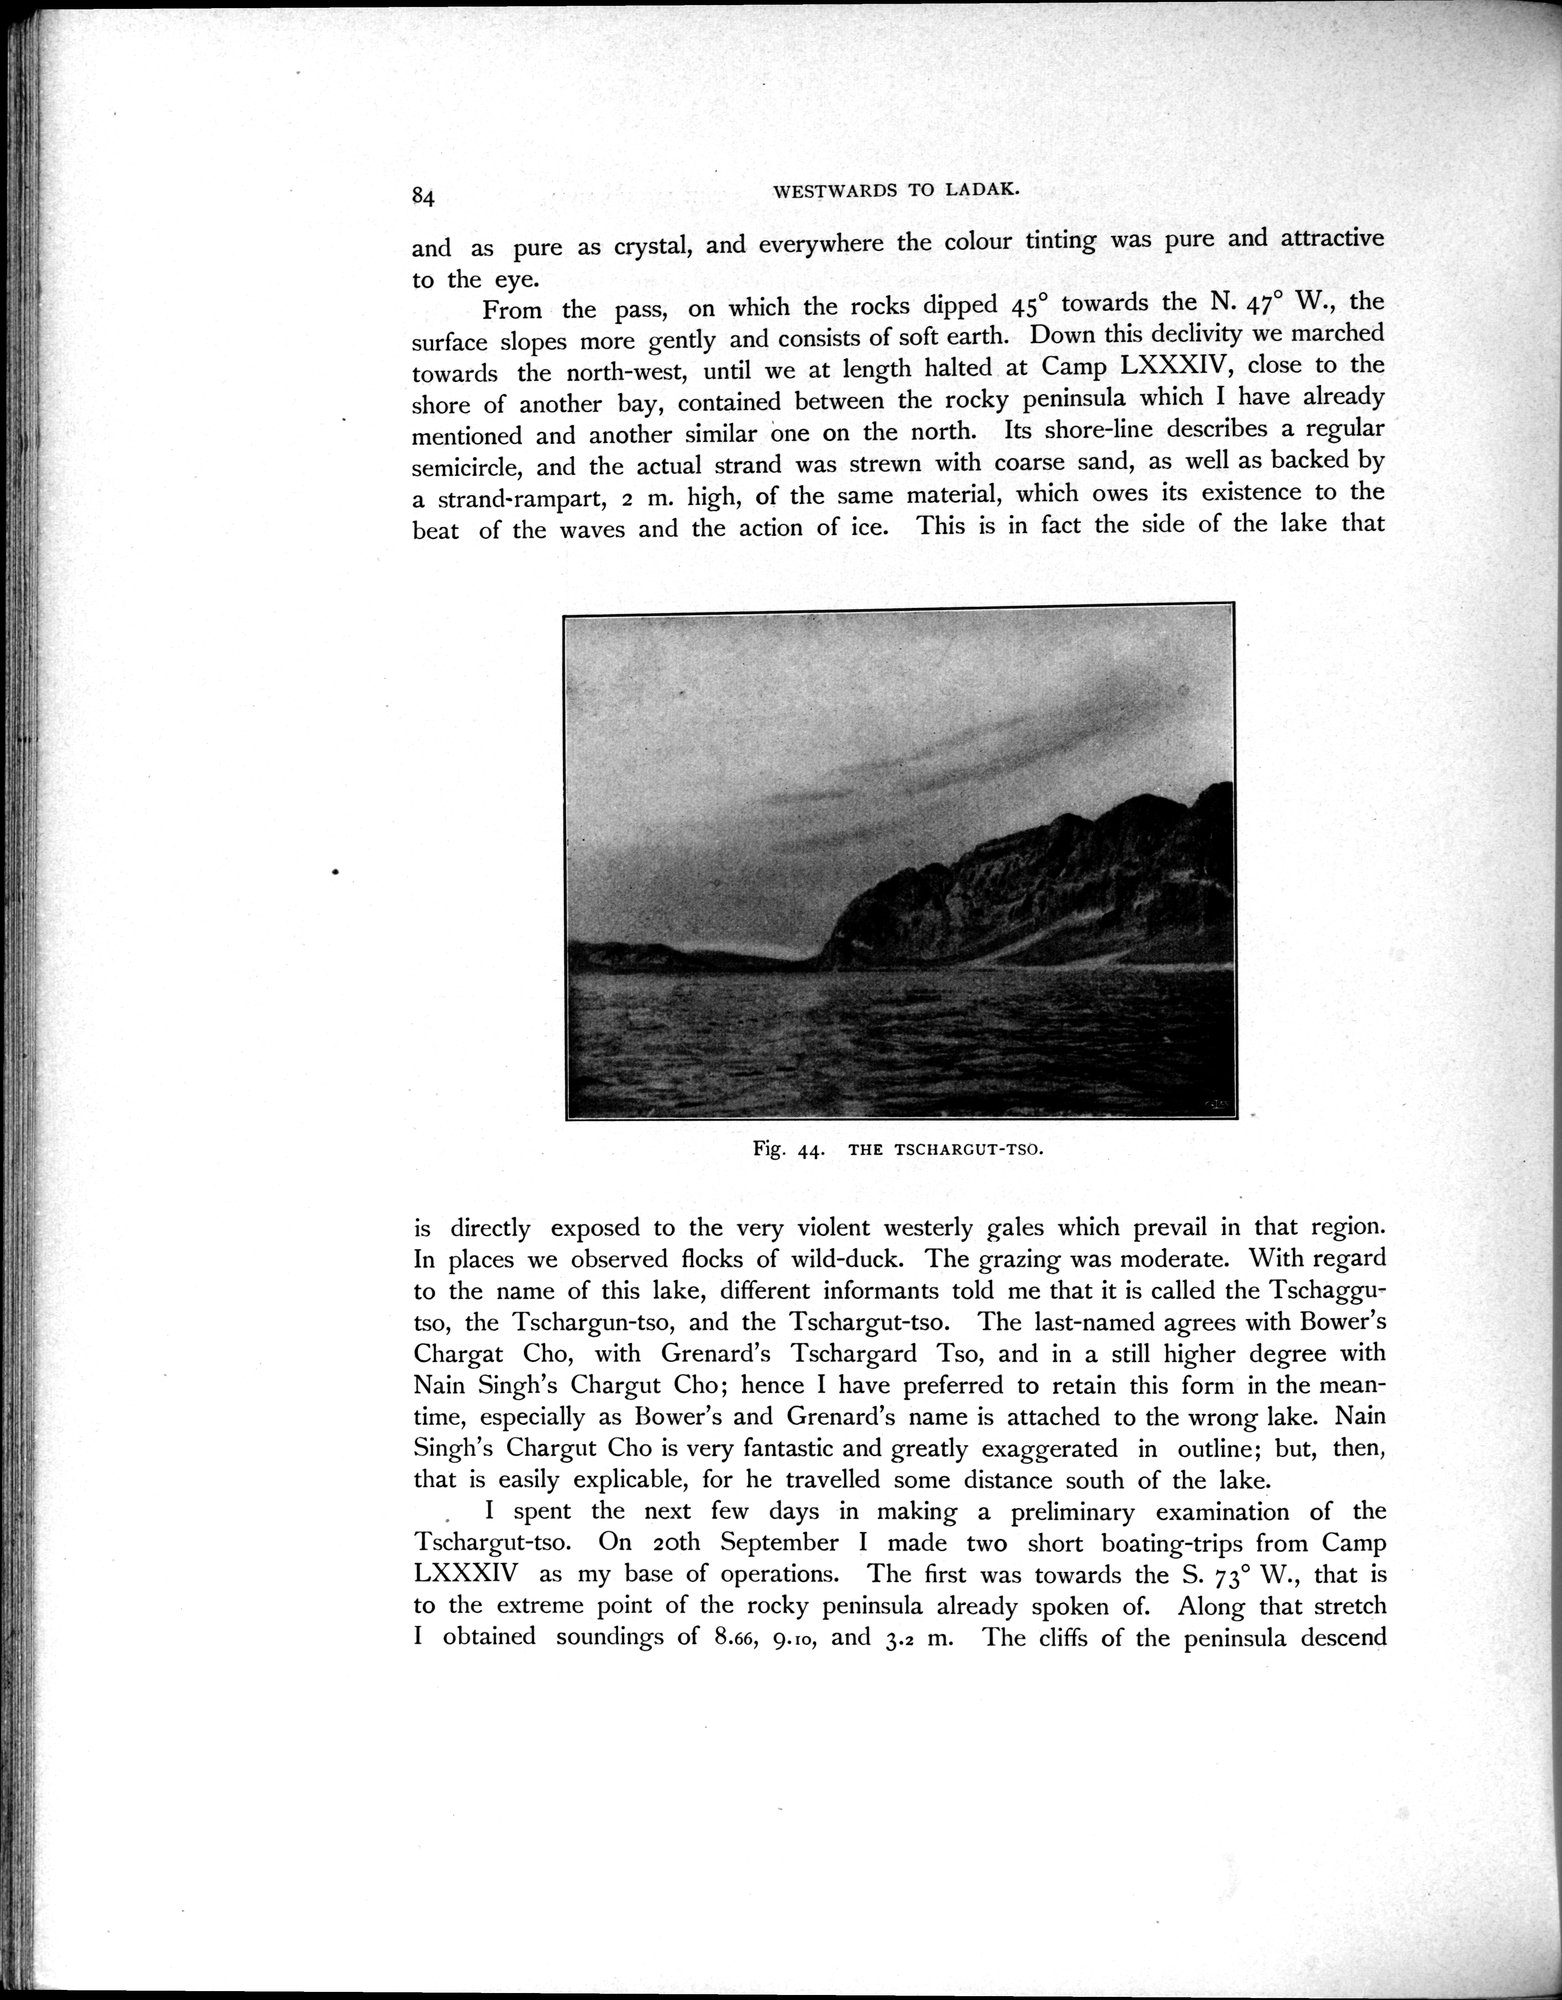 84
WESTWARDS TO LADAK.
and as pure as crystal, and everywhere the colour tinting was pure and attractive
to the eye.
From the pass, on which the rocks dipped 45° towards the N. 47° W., the
surface slopes more gently and consists of soft earth. Down this declivity we marched
towards the north-west, until we at length halted at Camp LXXXIV, close to the
shore of another bay, contained between the rocky peninsula which I have already
mentioned and another similar one on the north. Its shore-line describes a regular
semicircle, and the actual strand was strewn with coarse sand, as well as backed by
a strand-rampart, 2 m. high, of the same material, which owes its existence to the
beat of the waves and the action of ice. This is in fact the side of the lake that
Fig. 44. THE TSCHARGUT-TSO.
is directly exposed to the very violent westerly gales which prevail in that region.
In places we observed flocks of wild-duck. The grazing was moderate. With regard
to the name of this lake, different informants told me that it is called the Tschaggu-
tso, the Tschargun-tso, and the Tschargut-tso. The last-named agrees with Bower's
Chargat Cho, with Grenard's Tschargard Tso, and in a still higher degree with
Nain Singh's Chargut Cho; hence I have preferred to retain this form in the mean-
time, especially as Bower's and Grenard's name is attached to the wrong lake. Nain
Singh's Chargut Cho is very fantastic and greatly exaggerated in outline; but, then,
that is easily explicable, for he travelled some distance south of the lake.
I spent the next few days in making a preliminary examination of the
Tschargut-tso. On 20th September I made two short boating-trips from Camp
LXXXIV as my base of operations. The first was towards the S. 73° W., that is
to the extreme point of the rocky peninsula already spoken of. Along that stretch
I obtained soundings of 8.66, 9.10, and 3.2 m. The cliffs of the peninsula descend